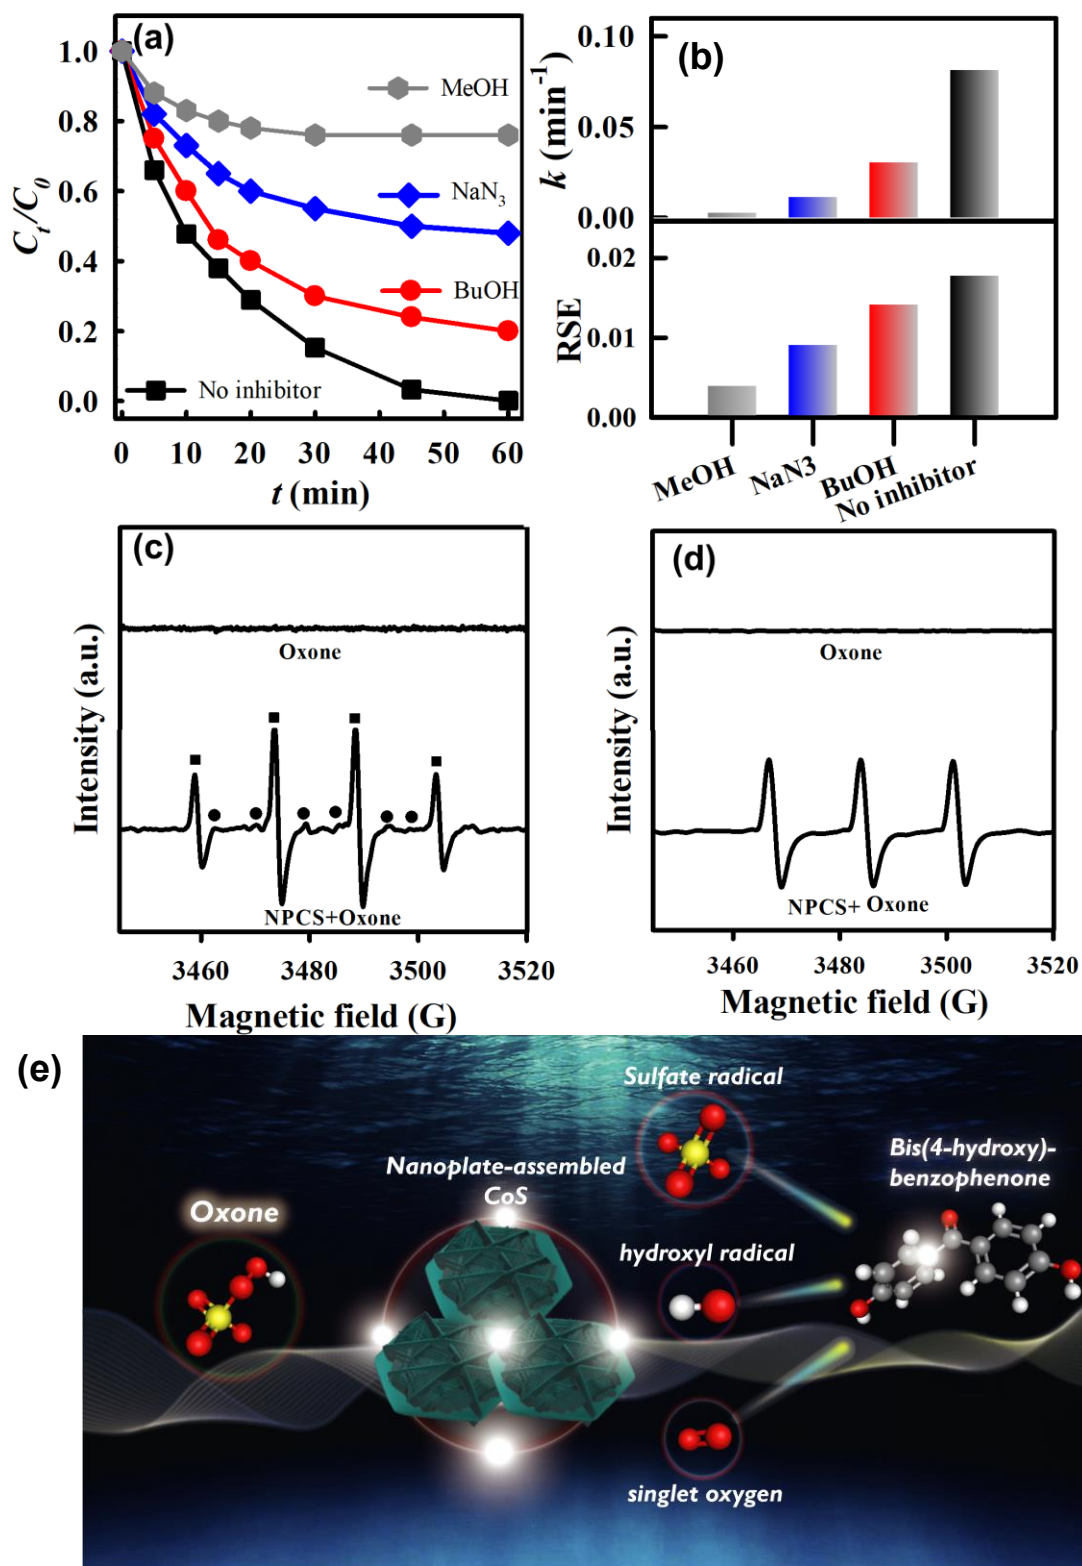 (a)
1.0
0.8
0.6
0.4
0.2
0.0
C_t/C_0
MeOH
NaN₃
BuOH
No inhibitor
0 10 20 30 40 50 60
t (min)
(b)
0.10
0.05
0.00
k (min⁻¹)
0.02
0.01
0.00
RSE
MeOH
NaN3
BuOH
No inhibitor
(c)
Intensity (a.u.)
Oxone
NPCS+Oxone
3460 3480 3500 3520
Magnetic field (G)
(d)
Intensity (a.u.)
Oxone
NPCS+ Oxone
3460 3480 3500 3520
Magnetic field (G)
(e)
Oxone
Nanoplate-assembled
CoS
Sulfate radical
hydroxyl radical
singlet oxygen
Bis(4-hydroxy)-
benzophenone